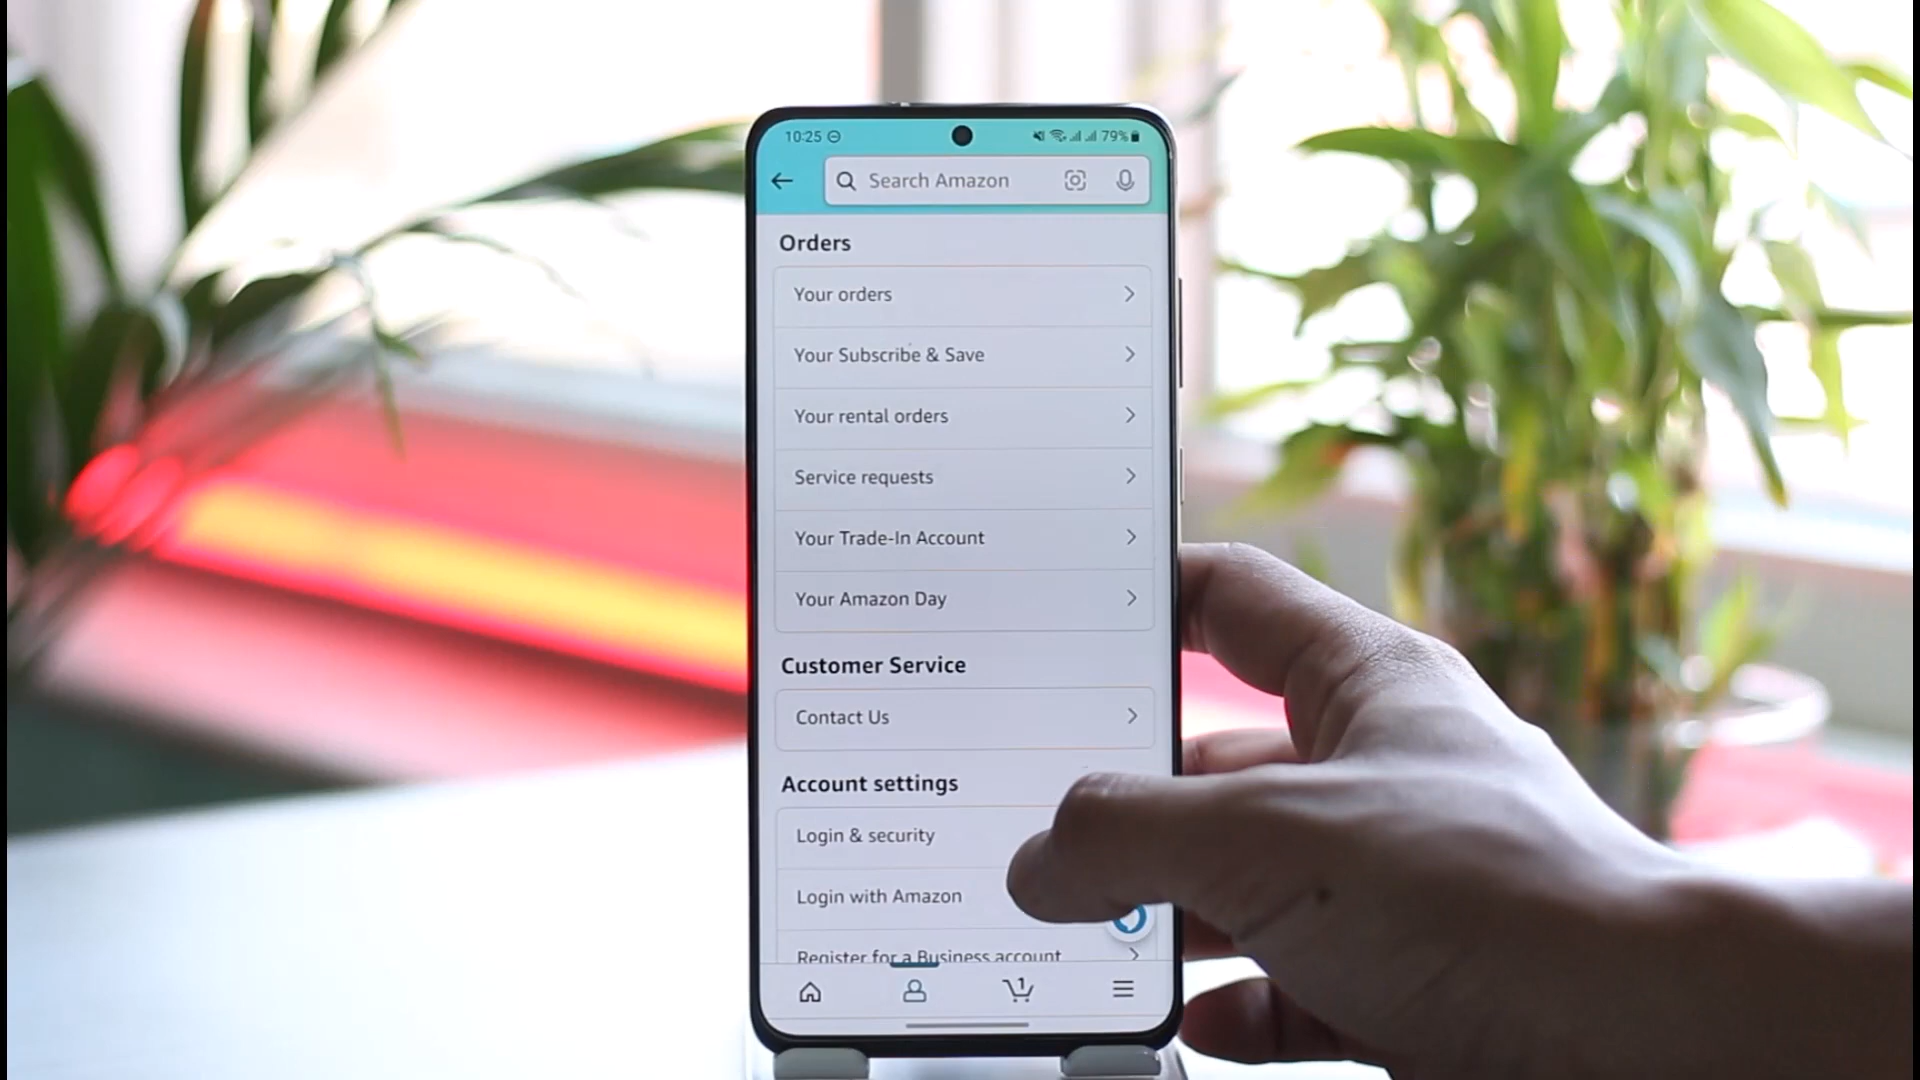 10:25 79%
Search Amazon
Orders
Your orders
Your Subscribe & Save
Your rental orders
Service requests
Your Trade-In Account
Your Amazon Day
Customer Service
Contact Us
Account settings
Login & security
Login with Amazon
Register for a Business account
1